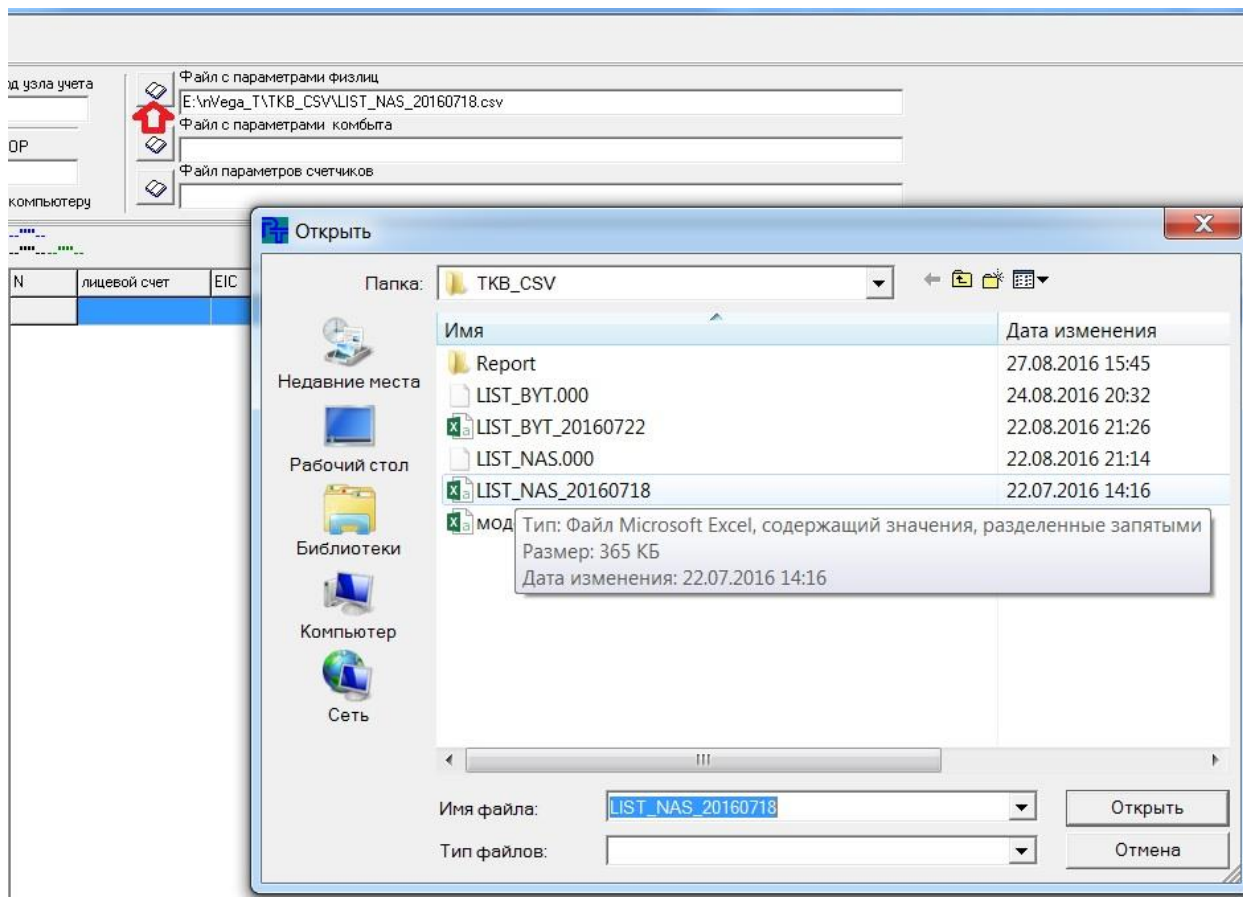 од узла учета
Файл с параметрами физлиц
E:\nVega_T\TKB_CSV\LIST_NAS_20160718.csv
Файл с параметрами комбыта
ОР
Файл параметров счетчиков
компьютеру
Открыть
N
лицевой счет
EIC
Папка:
TKB_CSV
Имя
Дата изменения
Report
27.08.2016 15:45
LIST_BYT.000
24.08.2016 20:32
LIST_BYT_20160722
22.08.2016 21:26
LIST_NAS.000
22.08.2016 21:14
LIST_NAS_20160718
22.07.2016 14:16
мод
Тип: Файл Microsoft Excel, содержащий значения, разделенные запятыми
Размер: 365 КБ
Дата изменения: 22.07.2016 14:16
Недавние места
Рабочий стол
Библиотеки
Компьютер
Сеть
Имя файла:
LIST_NAS_20160718
Открыть
Тип файлов:
Отмена